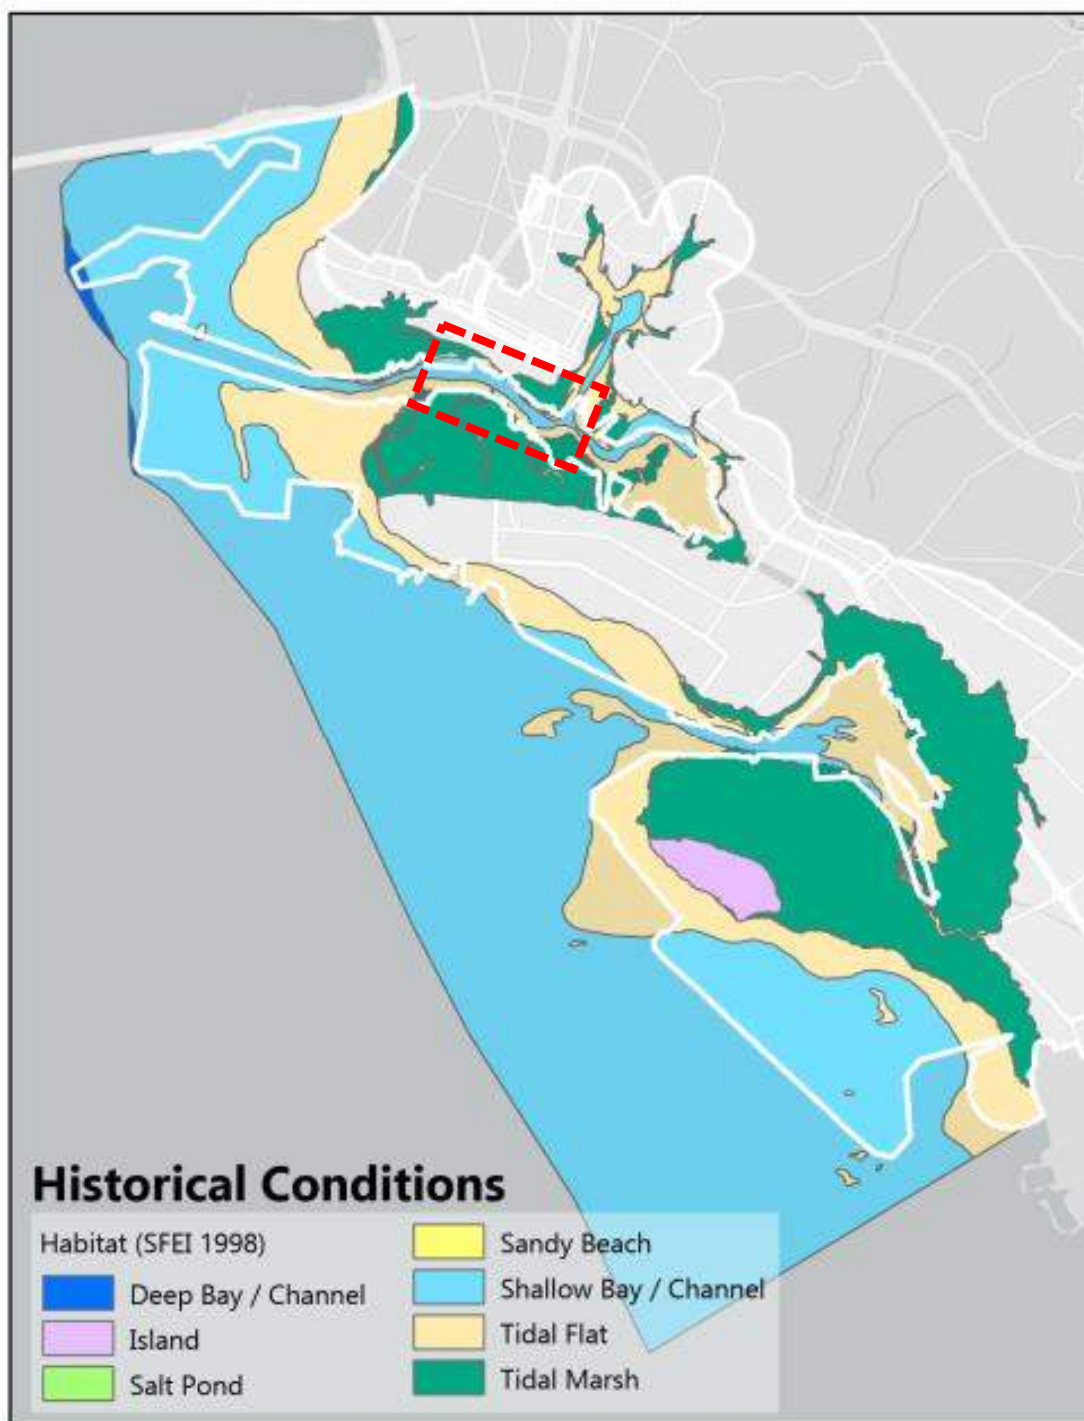 Historical Conditions
Habitat (SFEI 1998)
Deep Bay / Channel
Island
Salt Pond
Sandy Beach
Shallow Bay / Channel
Tidal Flat
Tidal Marsh